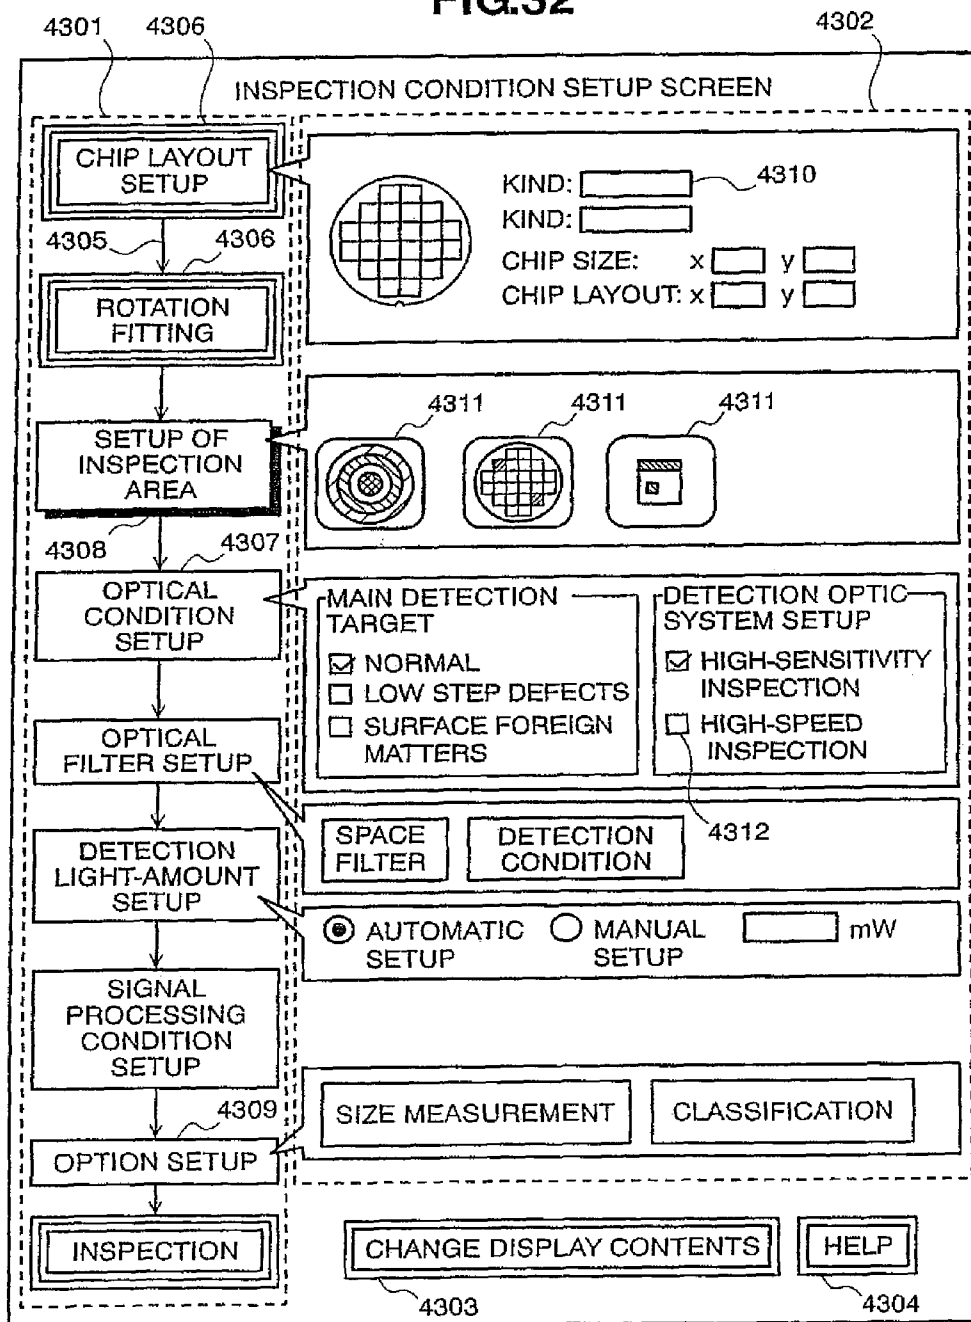 FIG.32
4301 4306 4302
INSPECTION CONDITION SETUP SCREEN
CHIP LAYOUT
SETUP
KIND: 4310
KIND:
CHIP SIZE: x y
CHIP LAYOUT: x y
4305 4306
ROTATION
FITTING
4311 4311 4311
SETUP OF
INSPECTION
AREA
4308 4307
OPTICAL
CONDITION
SETUP
MAIN DETECTION
TARGET
NORMAL
LOW STEP DEFECTS
SURFACE FOREIGN
MATTERS
DETECTION OPTIC
SYSTEM SETUP
HIGH-SENSITIVITY
INSPECTION
HIGH-SPEED
INSPECTION
4312
OPTICAL
FILTER SETUP
SPACE
FILTER
DETECTION
CONDITION
DETECTION
LIGHT-AMOUNT
SETUP
AUTOMATIC
SETUP
MANUAL
SETUP
mW
SIGNAL
PROCESSING
CONDITION
SETUP
4309
OPTION SETUP
SIZE MEASUREMENT
CLASSIFICATION
INSPECTION
CHANGE DISPLAY CONTENTS
HELP
4303 4304